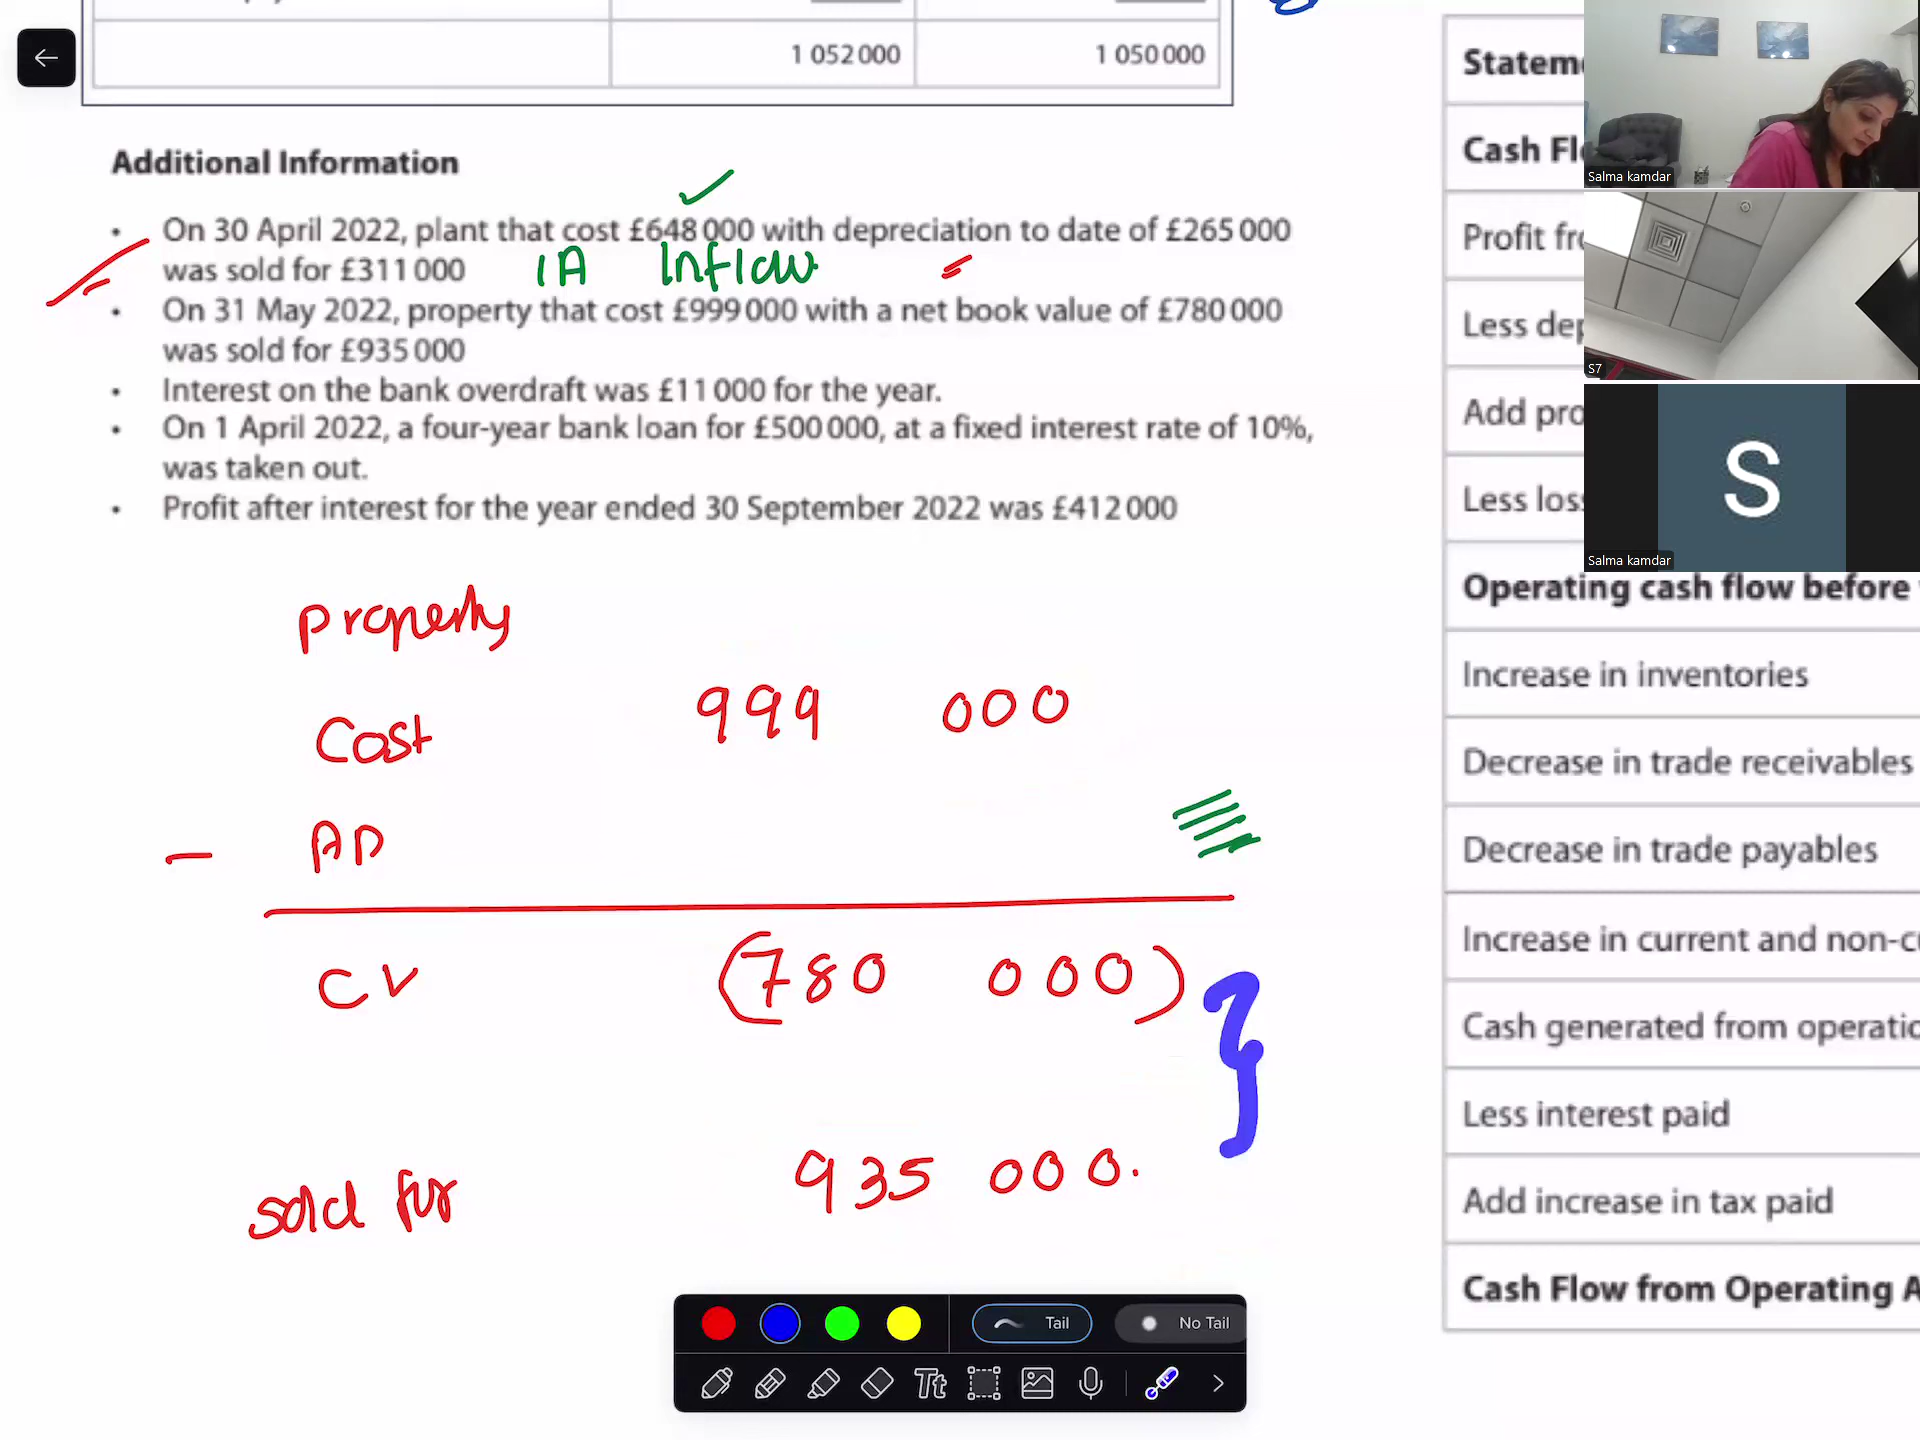 1 052 000 1 050 000
Additional Information
• On 30 April 2022, plant that cost £648 000 with depreciation to date of £265 000
was sold for £311 000 IA Inflow
• On 31 May 2022, property that cost £999 000 with a net book value of £780 000
was sold for £935 000
• Interest on the bank overdraft was £11 000 for the year.
• On 1 April 2022, a four-year bank loan for £500 000, at a fixed interest rate of 10%,
was taken out.
• Profit after interest for the year ended 30 September 2022 was £412 000
property
Cost 999 000
- AD
CV (780 000)
sold for 935 000.
Tail No Tail
Tt
Statem
Cash Fl
Profit fr
Less dep
Add pro
Less los
Operating cash flow before
Increase in inventories
Decrease in trade receivables
Decrease in trade payables
Increase in current and non-c
Cash generated from operatio
Less interest paid
Add increase in tax paid
Cash Flow from Operating A
Salma kamdar
S7
S
Salma kamdar